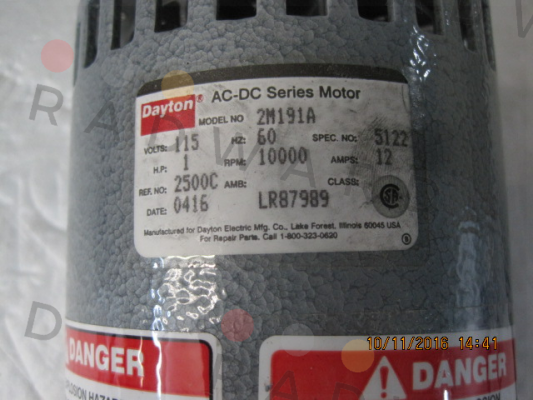 Dayton® AC-DC Series Motor
MODEL NO 2M191A
VOLTS: 115 HZ: 60 SPEC. NO: 5122
H.P: 1 RPM: 10000 AMPS: 12
REF. NO: 2500C AMB: CLASS:
DATE: 0416 LR87989
Manufactured for Dayton Electric Mfg. Co., Lake Forest, Illinois 60045 USA
For Repair Parts, Call 1-800-323-0620
10/11/2016 14:41
DANGER
DANGER